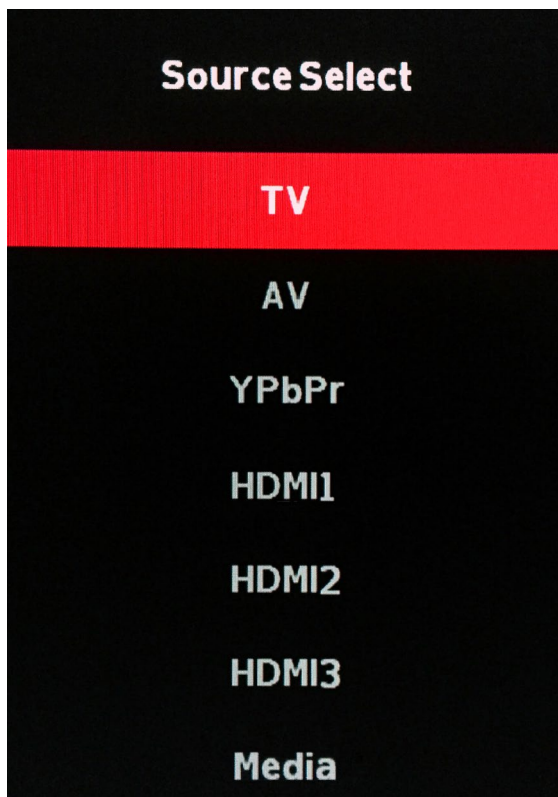 Source Select
TV
AV
YPbPr
HDMI1
HDMI2
HDMI3
Media